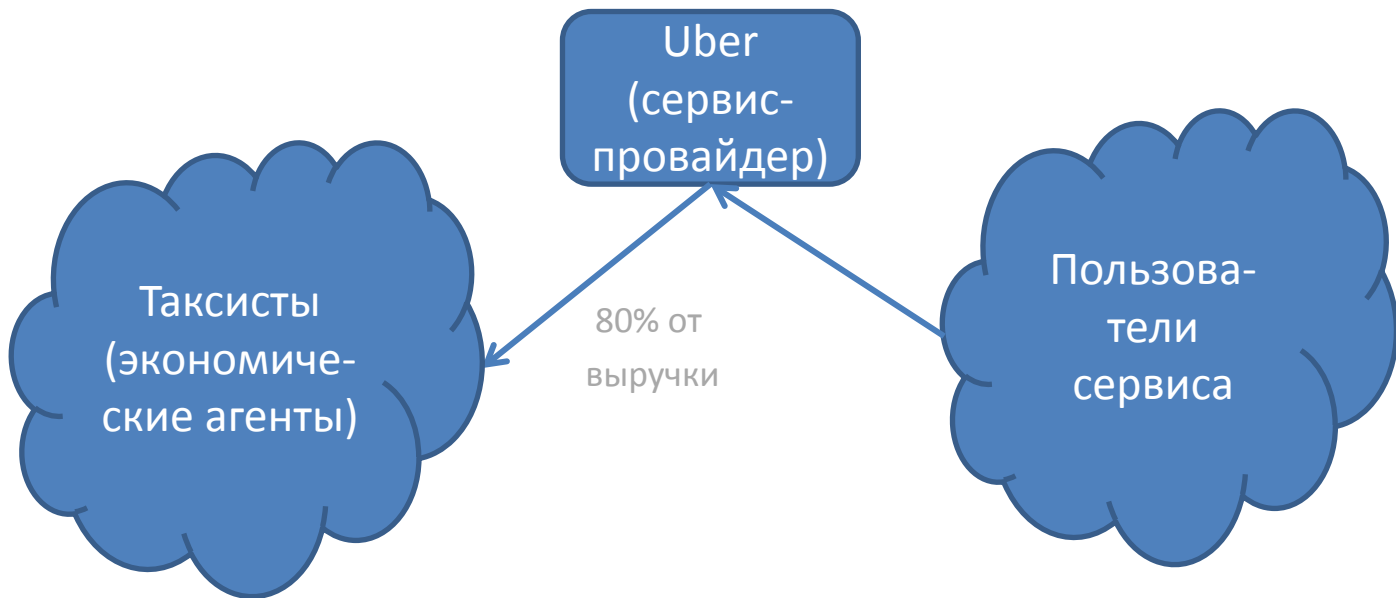 Uber
(сервис-
провайдер)
Таксисты
(экономиче-
ские агенты)
80% от
выручки
Пользова-
тели
сервиса